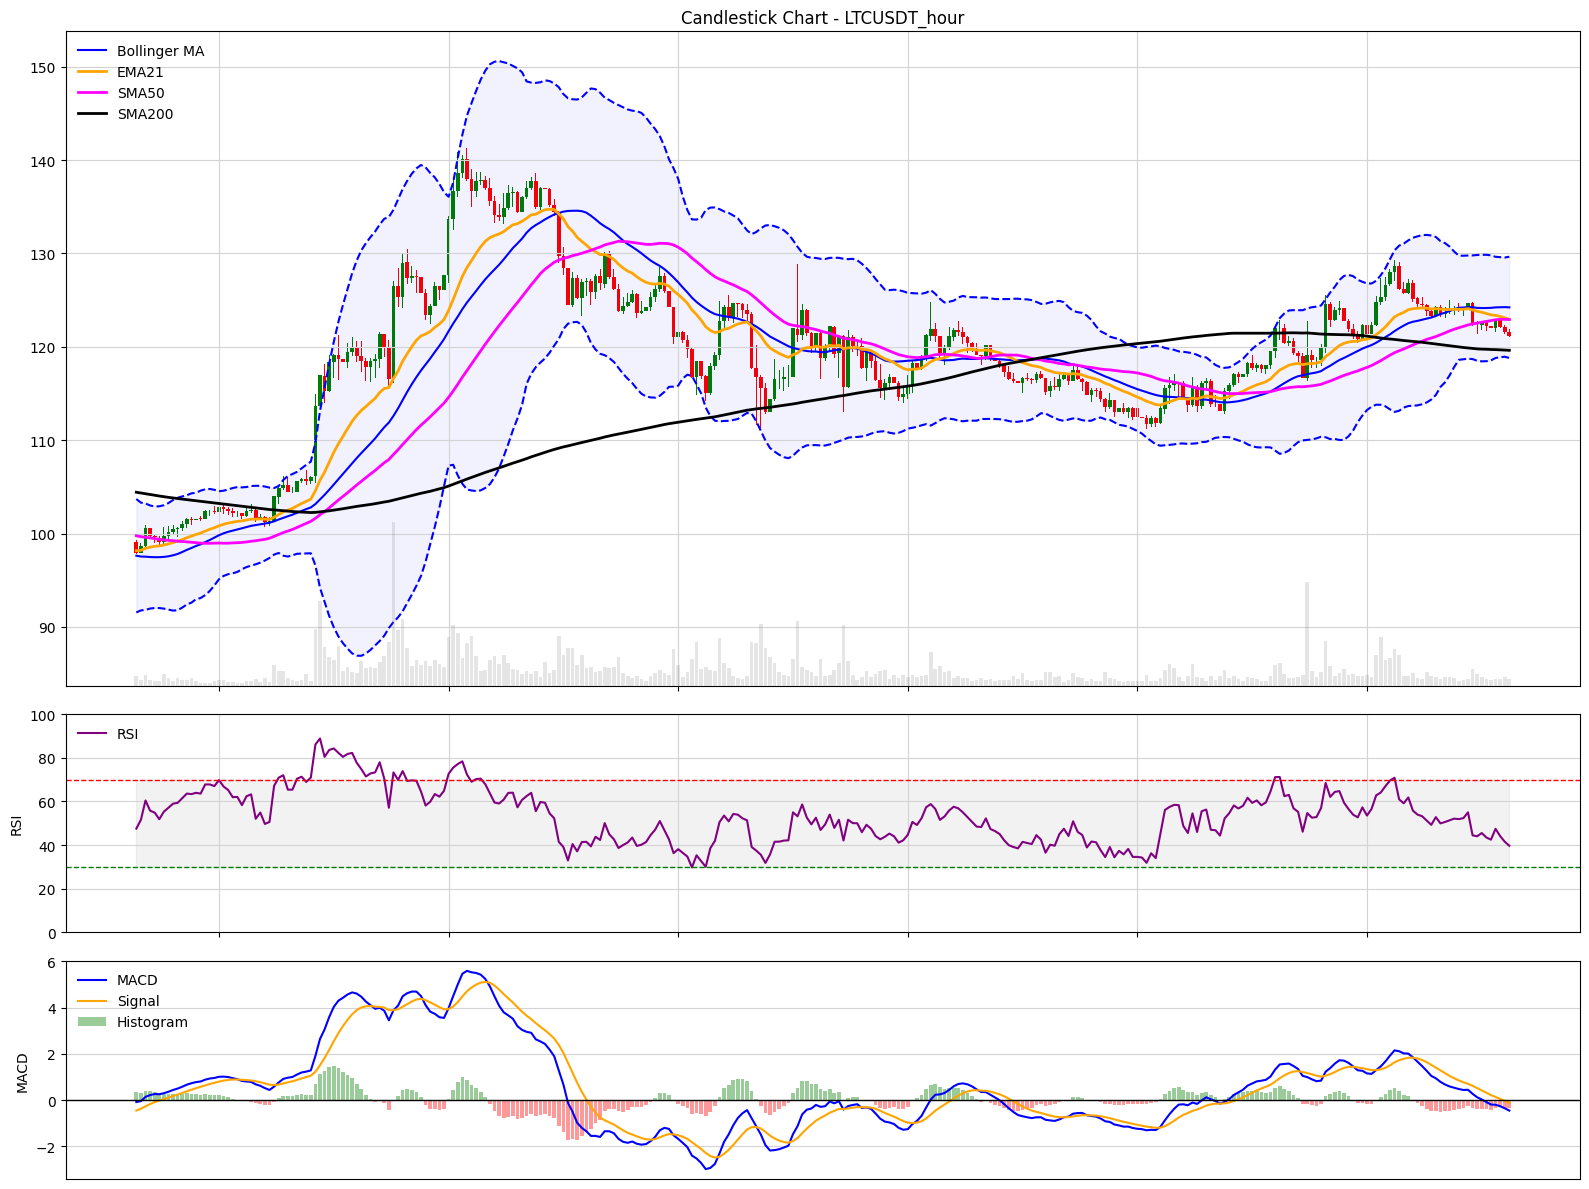 Candlestick Chart - LTCUSDT_hour
Bollinger MA
EMA21
SMA50
SMA200
150
140
130
120
110
100
90
RSI
100
80
60
40
20
0
RSI
MACD
Signal
Histogram
6
4
2
0
−2
MACD